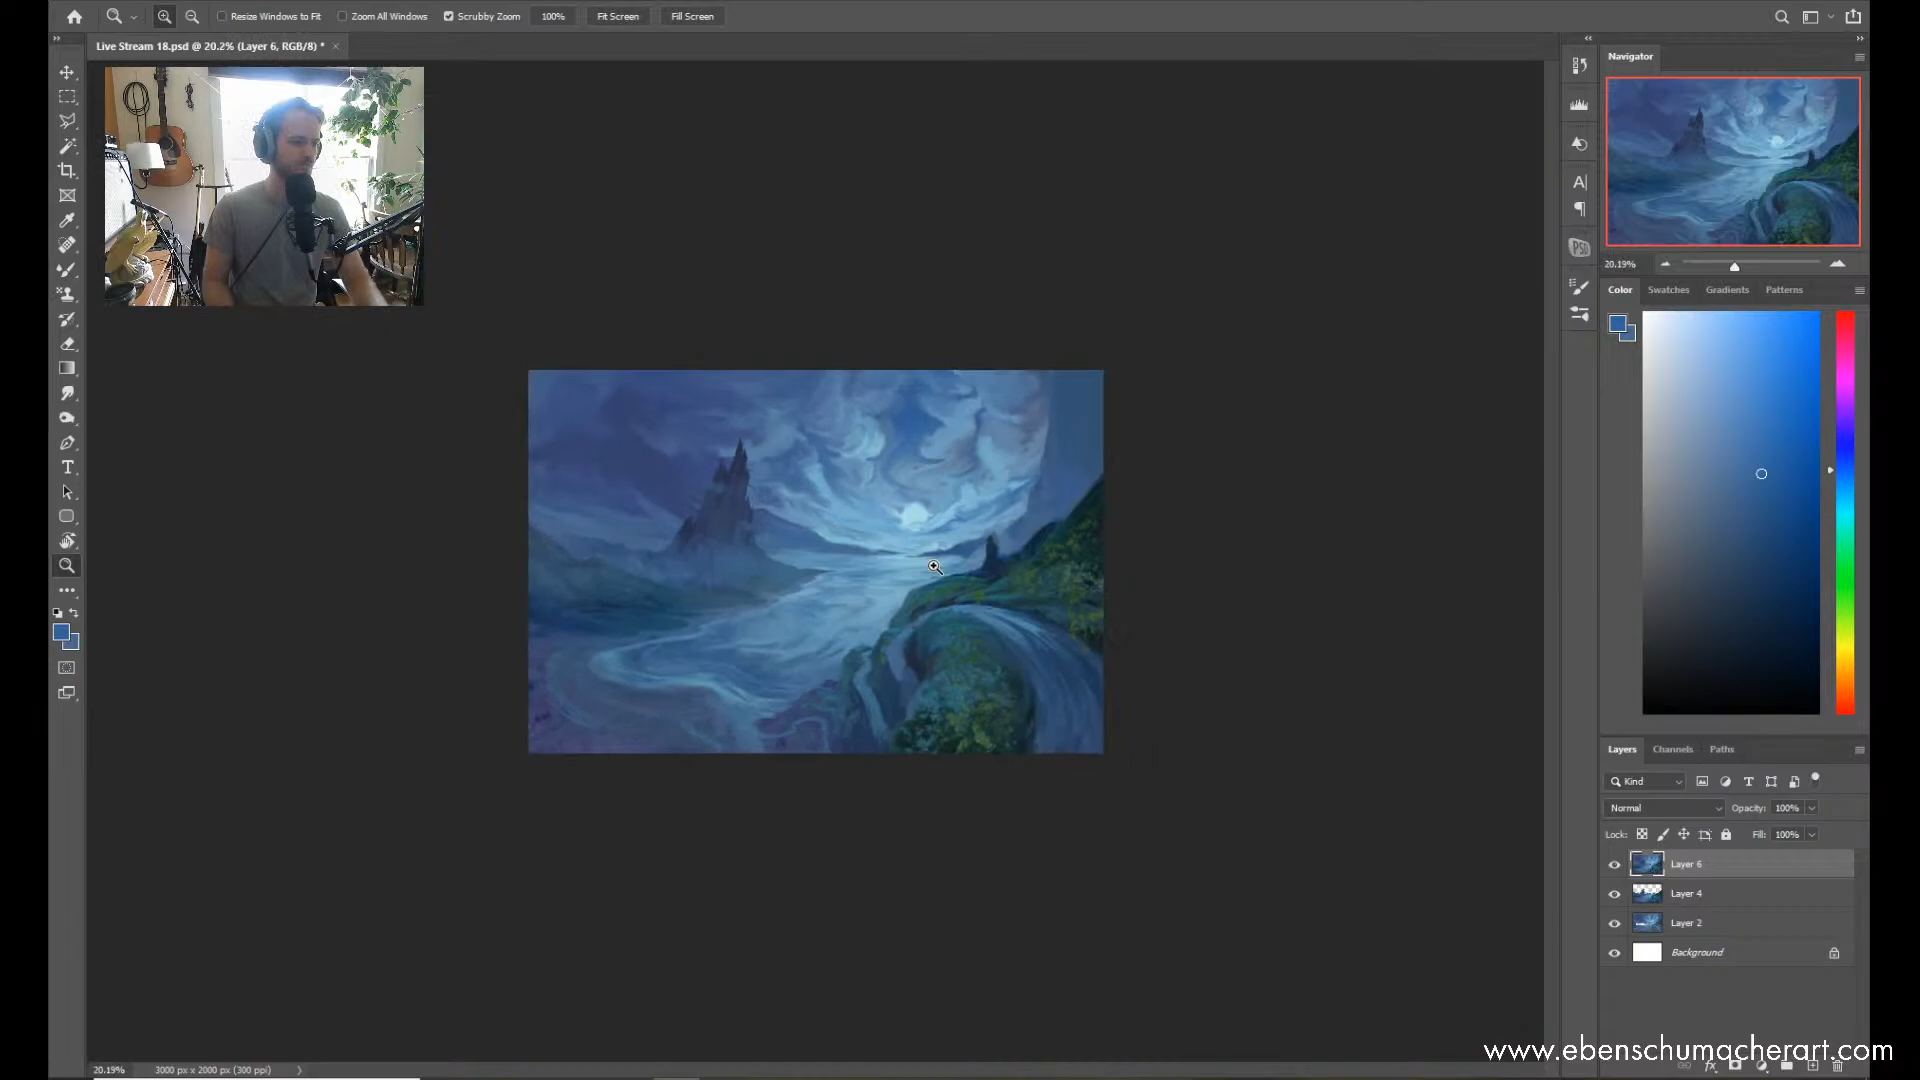 Resize Windows to Fit
Zoom All Windows
Scrubby Zoom
100%
Fit Screen
Fill Screen
Live Stream 18.psd @ 20.2% (Layer 6, RGB/8) *
Navigator
20.19%
Color
Swatches
Gradients
Patterns
Layers
Channels
Paths
Kind
Normal
Opacity: 100%
Lock:
Fill: 100%
Layer 6
Layer 4
Layer 2
Background
www.ebenschumacherart.com
20.19%
3000 px x 2000 px (300 ppi)